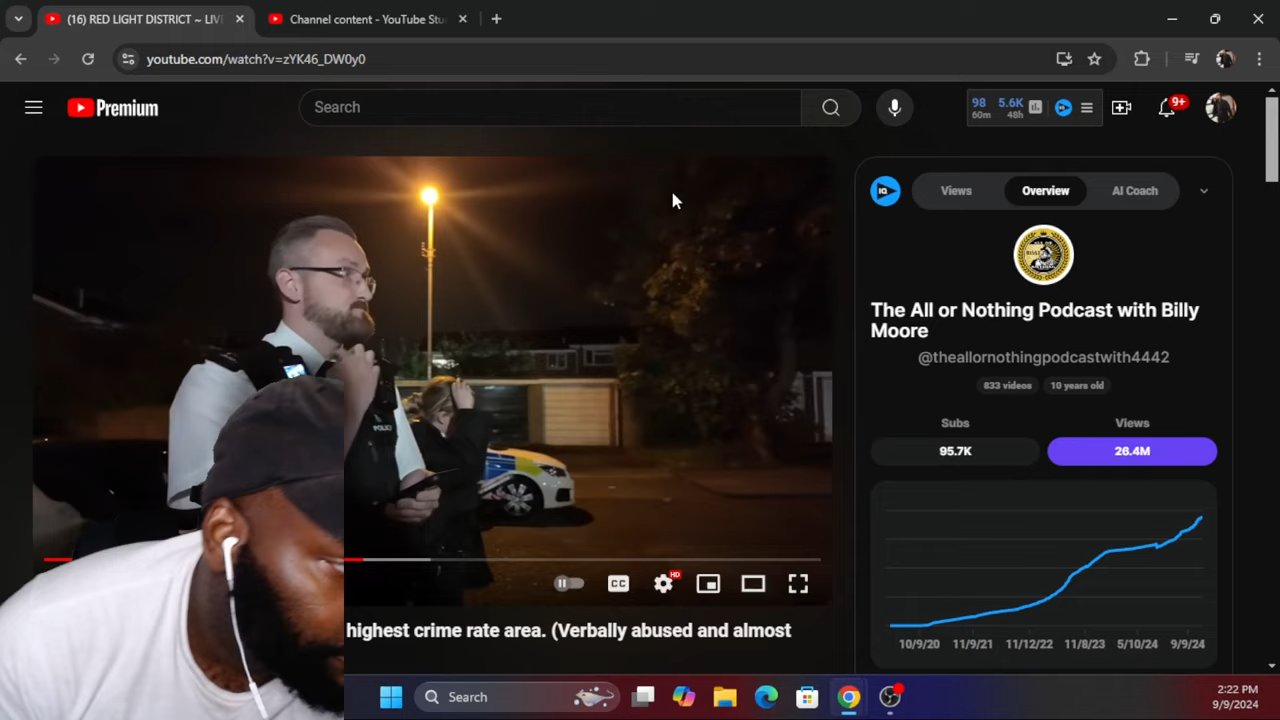 (16) RED LIGHT DISTRICT ~ LIV
Channel content - YouTube Stu
youtube.com/watch?v=zYK46_DW0y0
Premium
Search
98
60m
5.6K
48h
9+
IQ
Views
Overview
AI Coach
The All or Nothing Podcast with Billy
Moore
@theallornothingpodcastwith4442
833 videos
10 years old
Subs
Views
95.7K
26.4M
POLICE
CC
HD
highest crime rate area. (Verbally abused and almost
10/9/20
11/9/21
11/12/22
11/8/23
5/10/24
9/9/24
Search
2:22 PM
9/9/2024